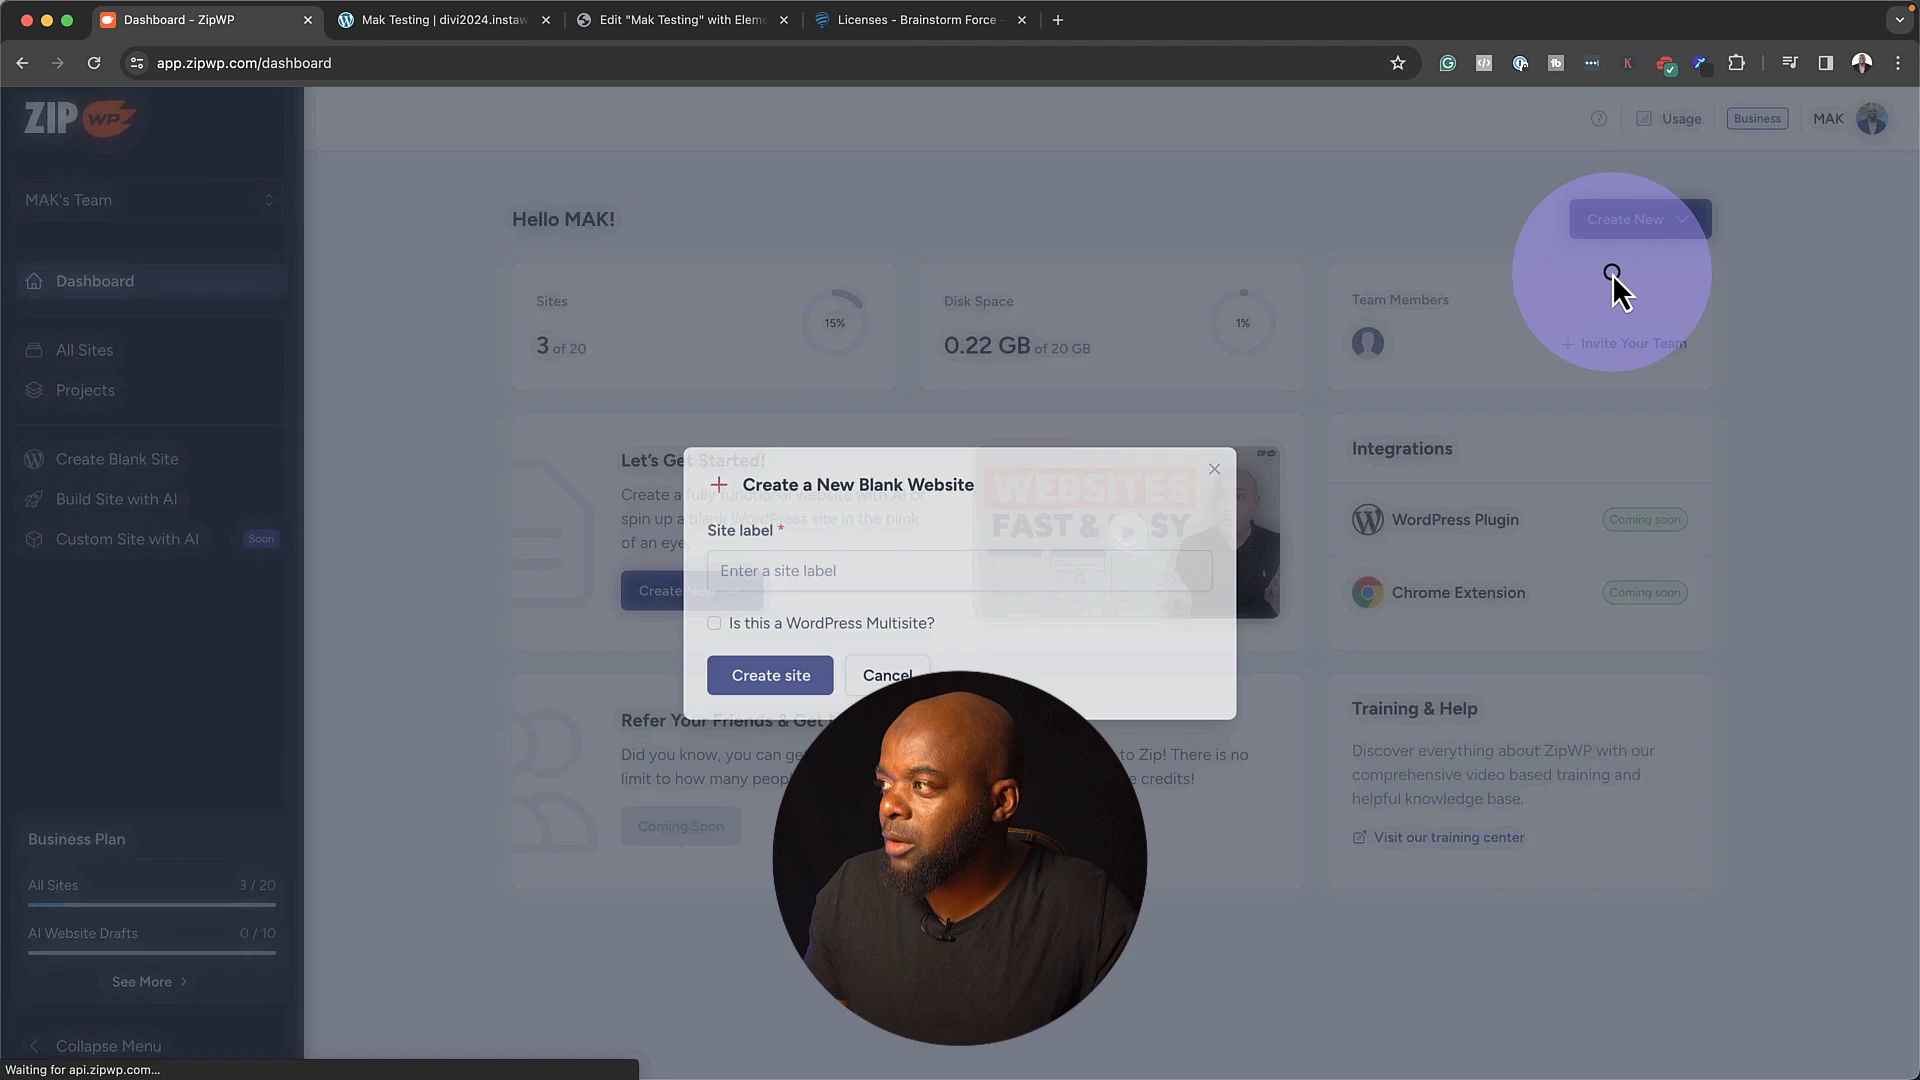 Dashboard - ZipWP
Mak Testing | divi2024.instaw
Edit "Mak Testing" with Eleme
Licenses - Brainstorm Force -
app.zipwp.com/dashboard
ZIP WP
Usage
Business
MAK
MAK's Team
Hello MAK!
Create New
Dashboard
Sites
15%
3 of 20
Disk Space
1%
0.22 GB of 20 GB
Team Members
+ Invite Your Team
All Sites
Projects
Create Blank Site
Build Site with AI
Custom Site with AI
Soon
Let's Get Started!
Create a fully functional website with AI or
spin up a blank WordPress site in the blink
of an eye
Create New
WEBSITES
FAST & EASY
ZIP WP
Create a New Blank Website
Site label *
Enter a site label
Is this a WordPress Multisite?
Create site
Cancel
Integrations
WordPress Plugin
Coming soon
Chrome Extension
Coming soon
Refer Your Friends & Get
Did you know, you can ge
to Zip! There is no
limit to how many peopl
e credits!
Coming Soon
Training & Help
Discover everything about ZipWP with our
comprehensive video based training and
helpful knowledge base.
Visit our training center
Business Plan
All Sites
3 / 20
AI Website Drafts
0 / 10
See More
Collapse Menu
Waiting for api.zipwp.com...